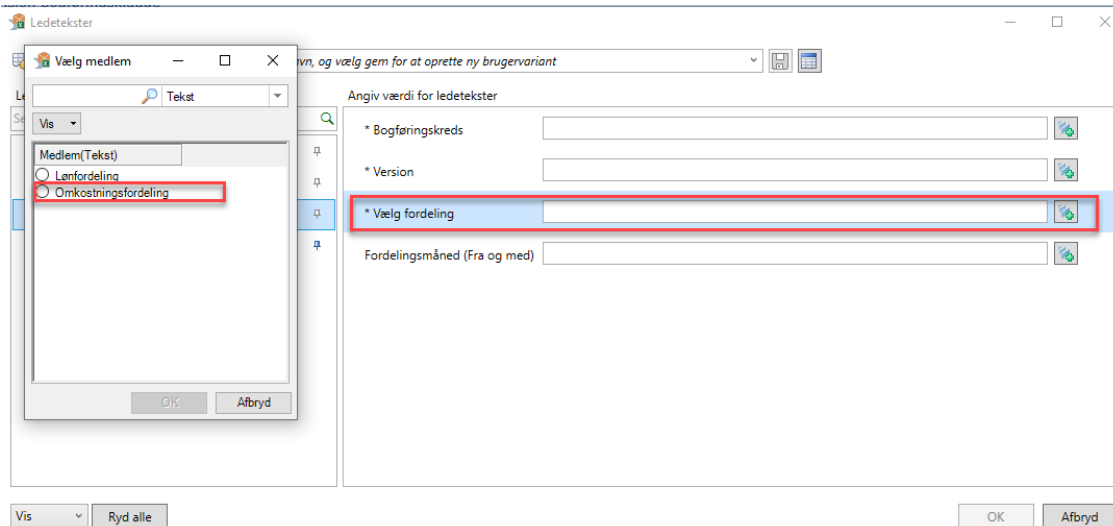 Ledetekster
Vælg medlem
vn, og vælg gem for at oprette ny brugervariant
Tekst
Vis
Medlem(Tekst)
Lønfordeling
Omkostningsfordeling
OK
Afbryd
Angiv værdi for ledetekster
* Bogføringskreds
* Version
* Vælg fordeling
Fordelingsmåned (Fra og med)
Vis
Ryd alle
OK
Afbryd